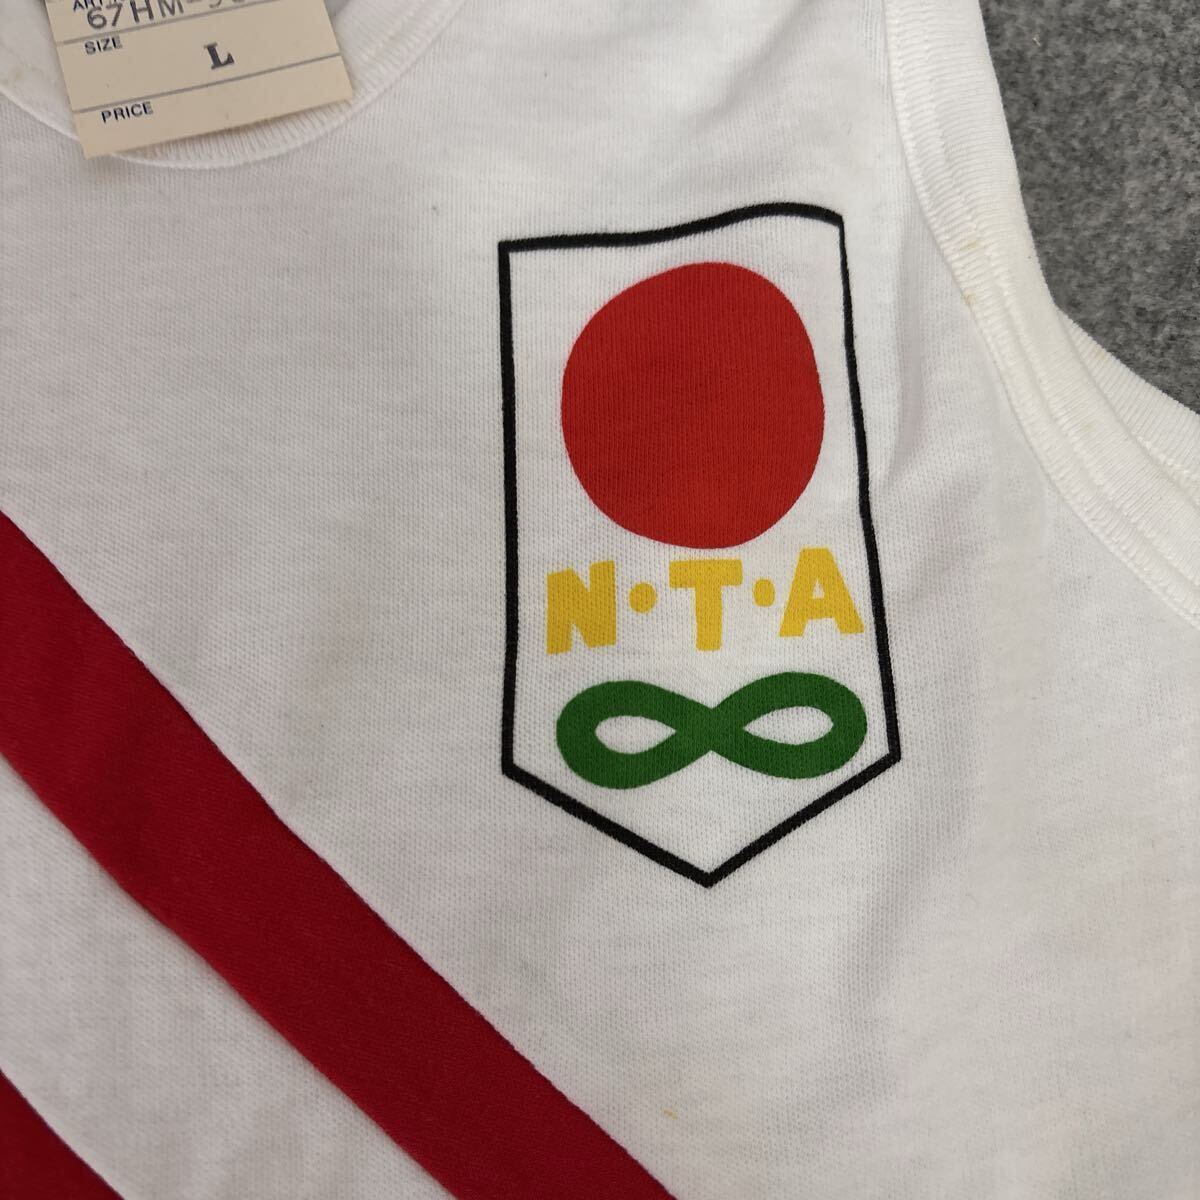 67HM-
SIZE
L
PRICE
N·T·A